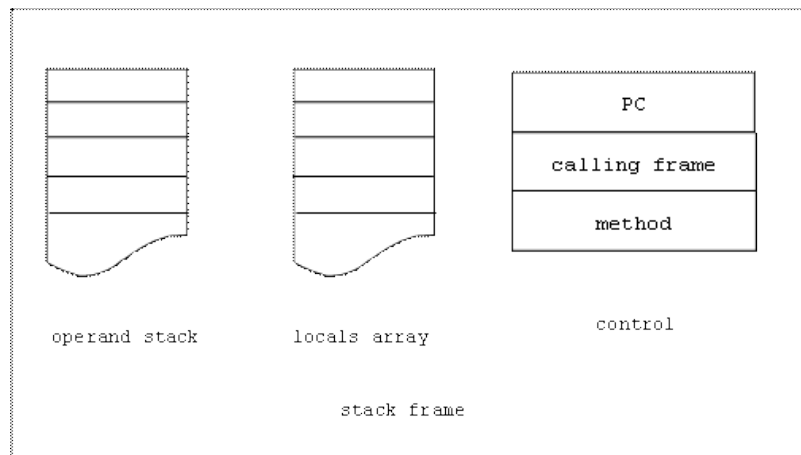 PC
calling frame
method
operand stack
locals array
control
stack frame